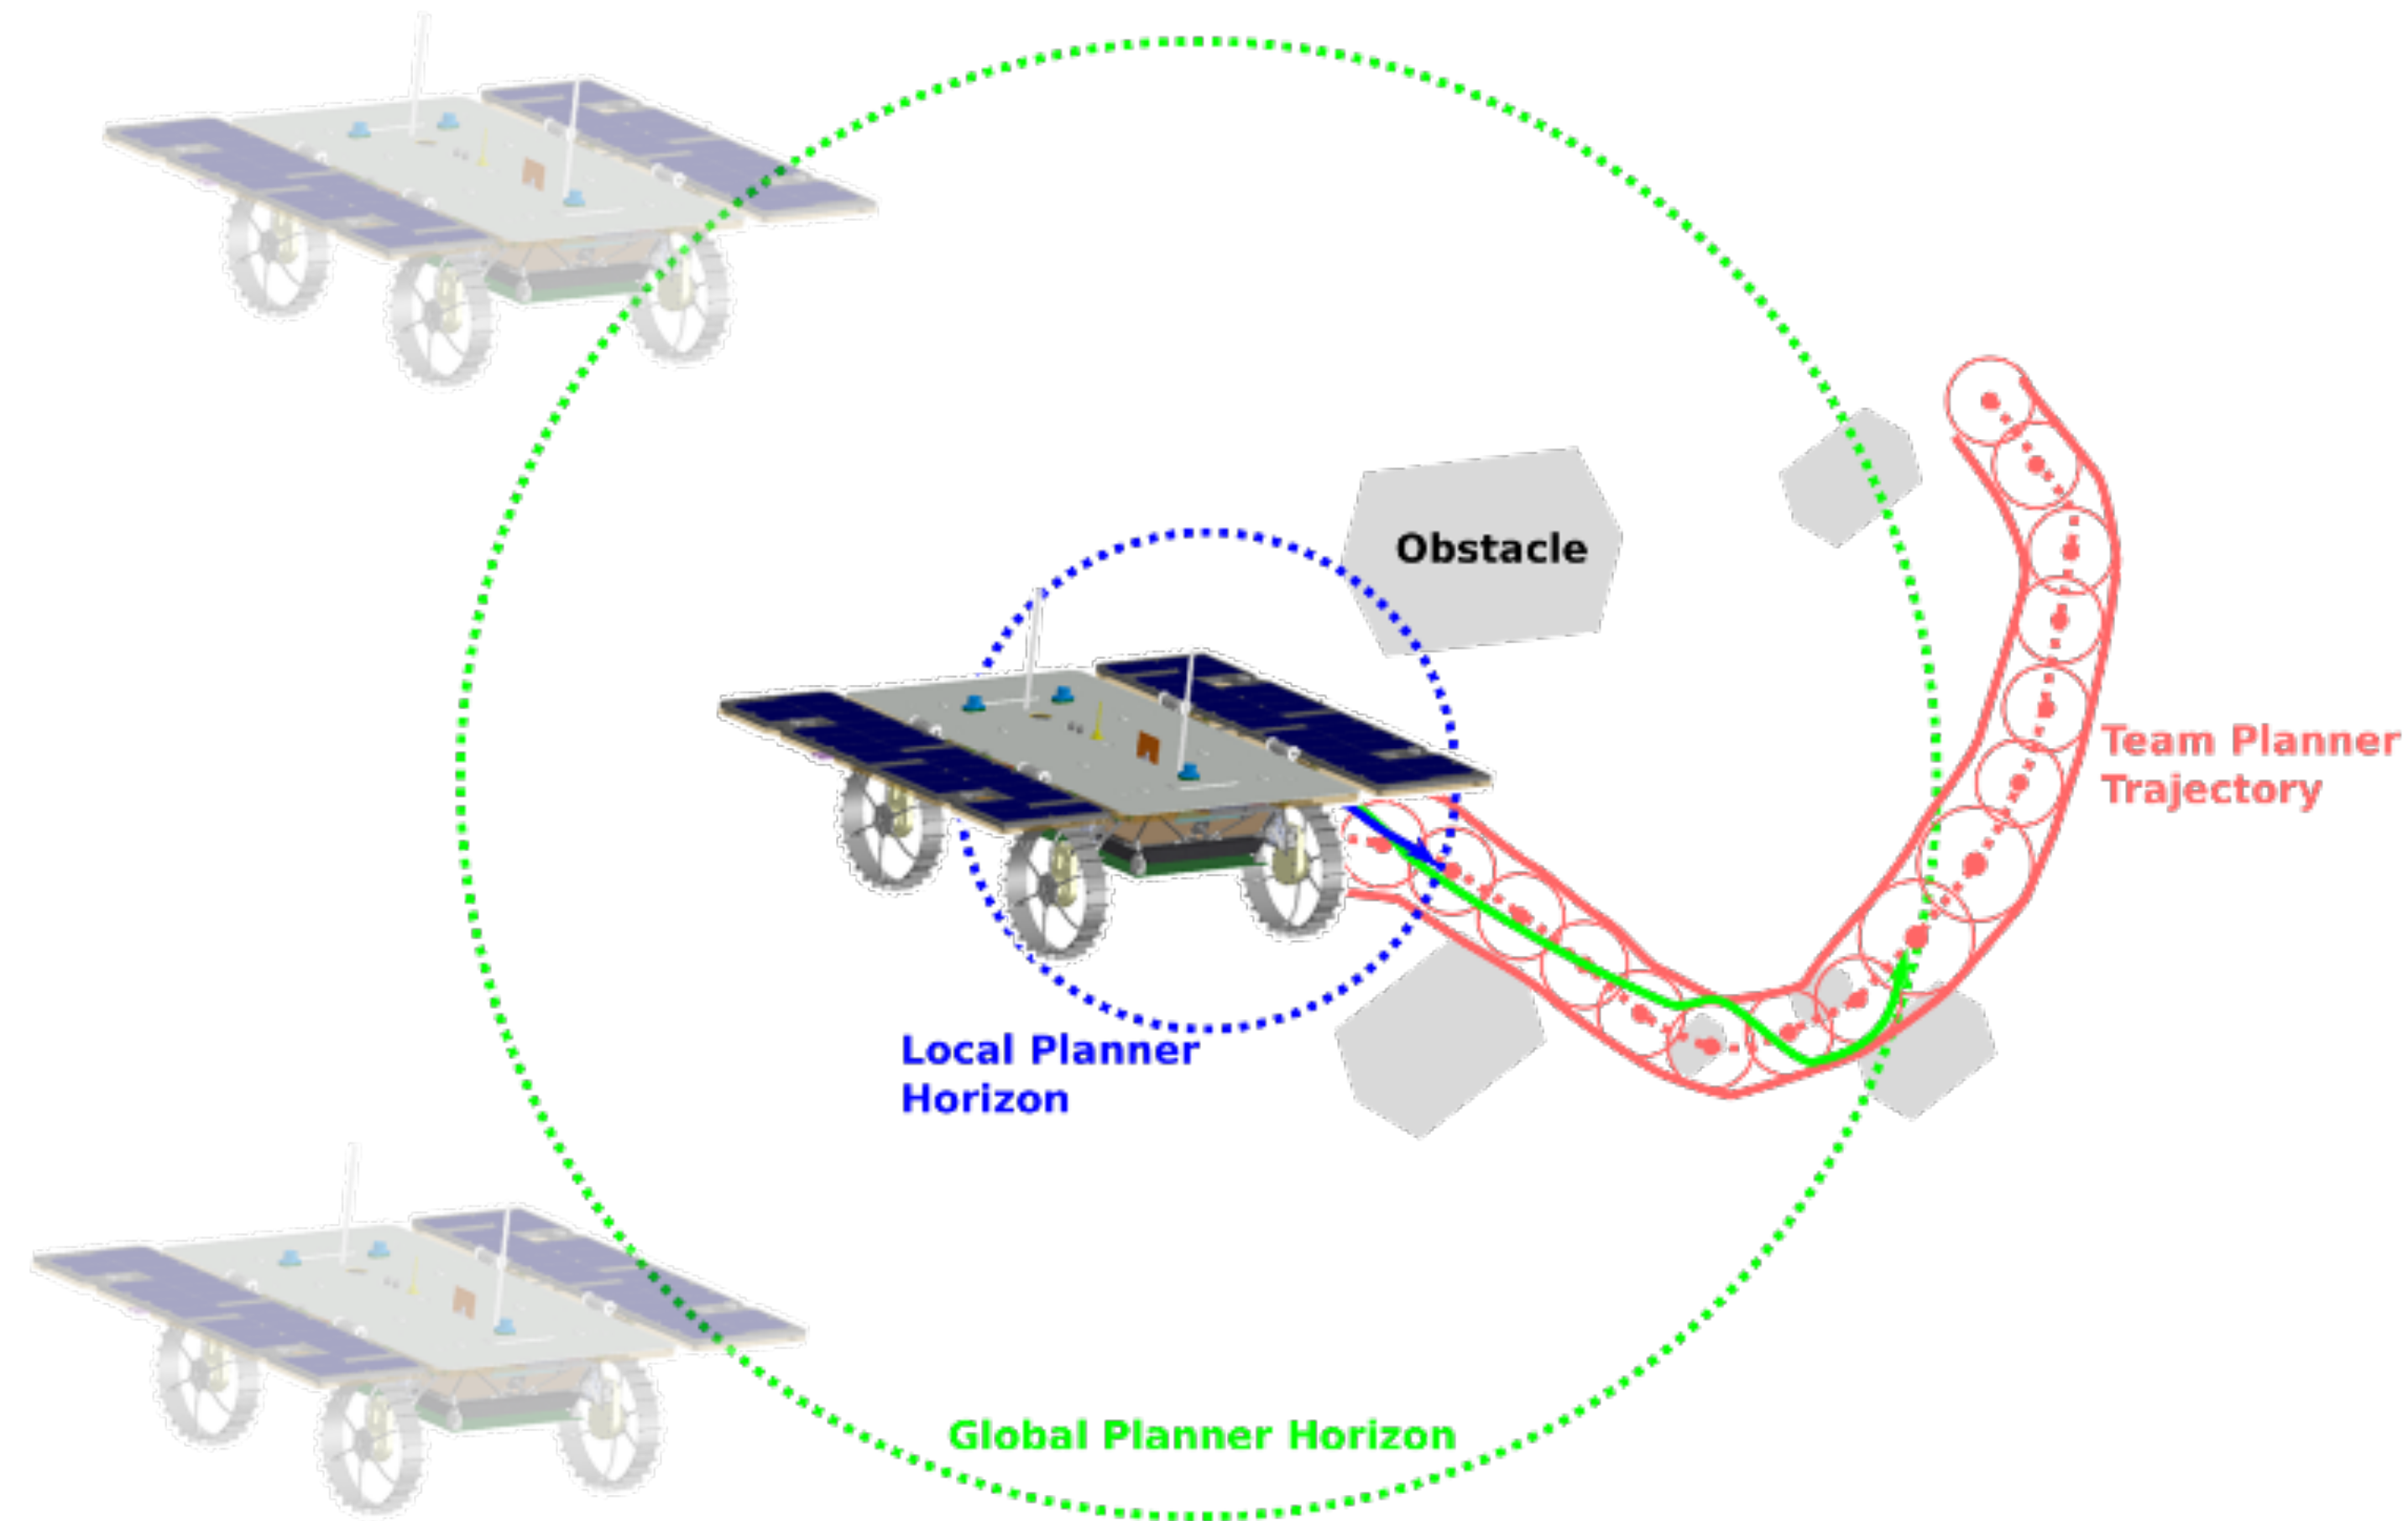 Obstacle
Team Planner
Trajectory
Local Planner
Horizon
Global Planner Horizon